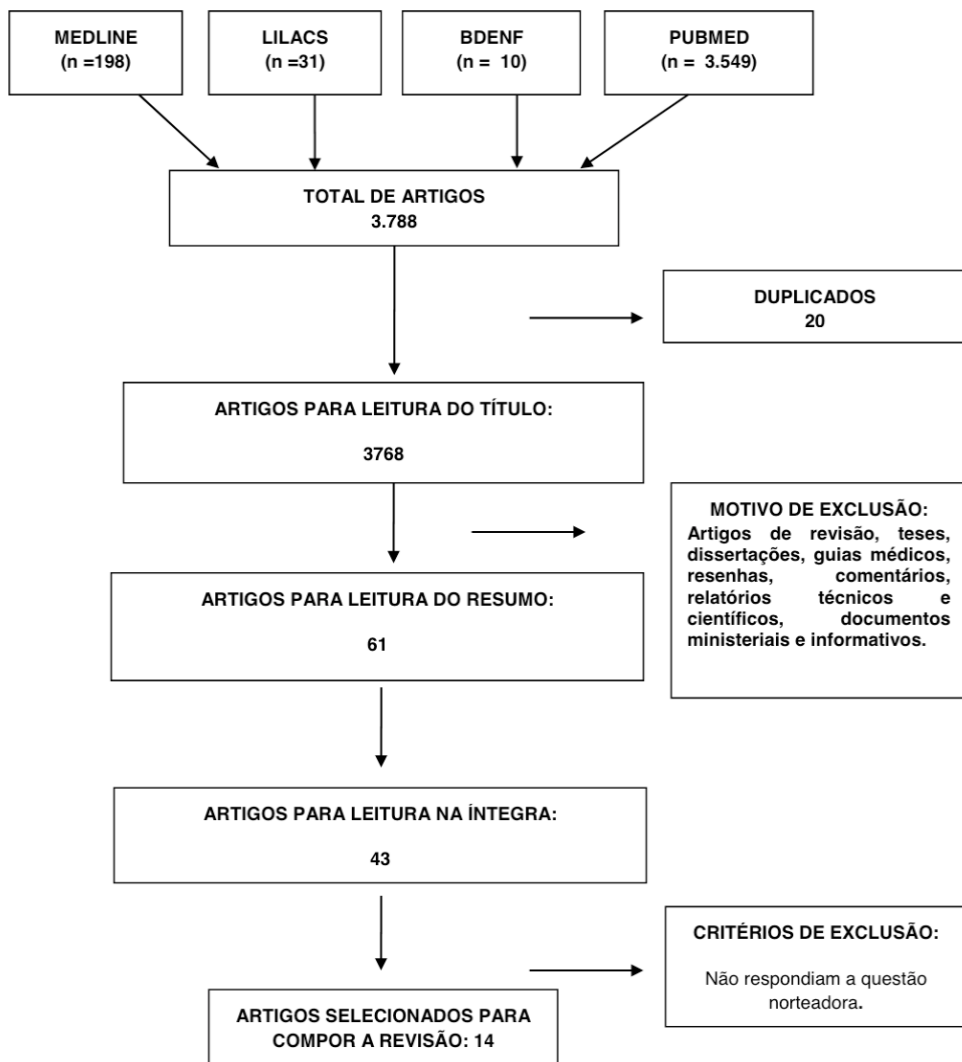 MEDLINE
(n =198)
LILACS
(n =31)
BDENF
(n = 10)
PUBMED
(n = 3.549)
TOTAL DE ARTIGOS
3.788
DUPLICADOS
20
ARTIGOS PARA LEITURA DO TÍTULO:
3768
MOTIVO DE EXCLUSÃO:
Artigos de revisão, teses,
dissertações, guias médicos,
resenhas, comentários,
relatórios técnicos e
científicos, documentos
ministeriais e informativos.
ARTIGOS PARA LEITURA DO RESUMO:
61
ARTIGOS PARA LEITURA NA ÍNTEGRA:
43
CRITÉRIOS DE EXCLUSÃO:
Não respondiam a questão
norteadora.
ARTIGOS SELECIONADOS PARA
COMPOR A REVISÃO: 14